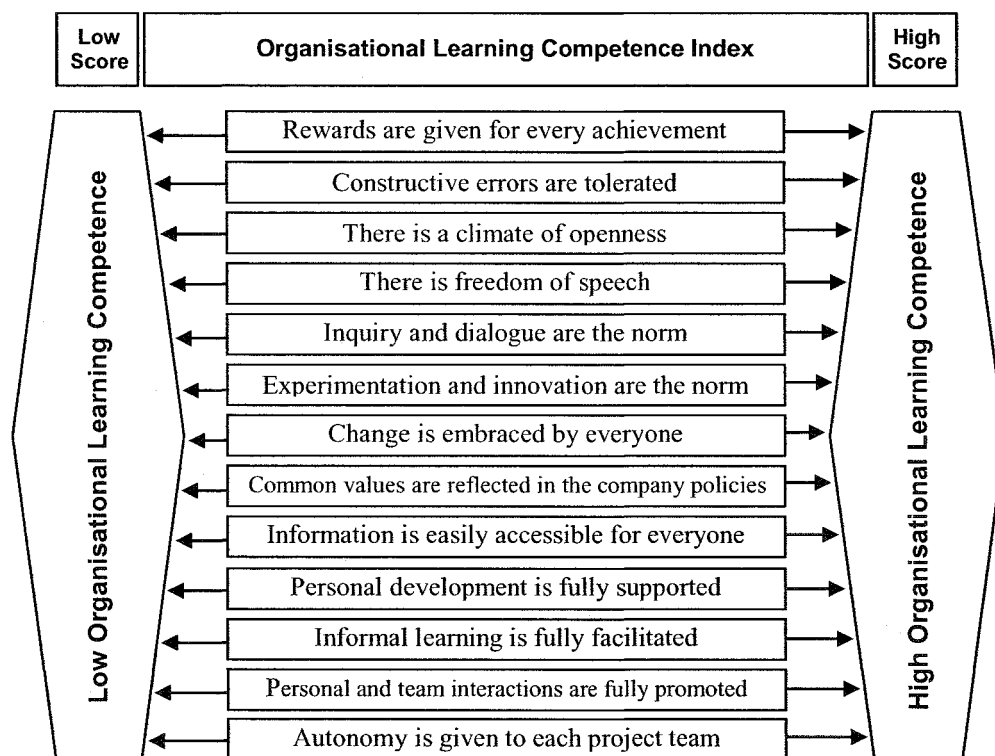 Low
Score
Organisational Learning Competence Index
High
Score
Rewards are given for every achievement
Constructive errors are tolerated
There is a climate of openness
There is freedom of speech
Inquiry and dialogue are the norm
Experimentation and innovation are the norm
Change is embraced by everyone
Common values are reflected in the company policies
Information is easily accessible for everyone
Personal development is fully supported
Informal learning is fully facilitated
Personal and team interactions are fully promoted
Autonomy is given to each project team
Low Organisational Learning Competence
High Organisational Learning Competence